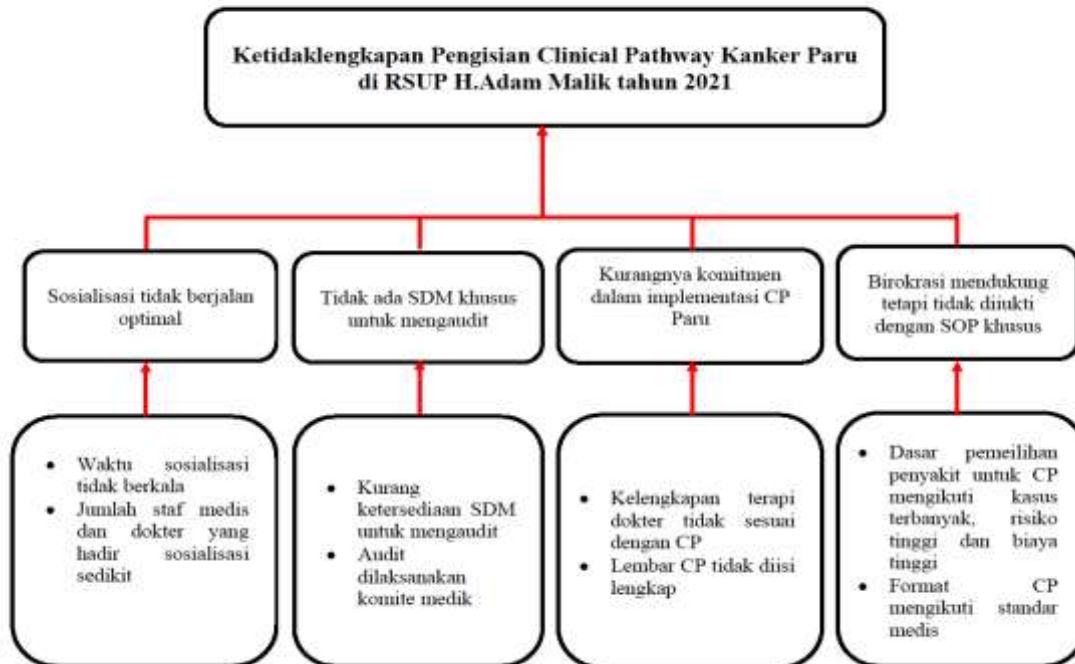 Ketidaklengkapan Pengisian Clinical Pathway Kanker Paru
di RSUP H.Adam Malik tahun 2021
Sosialisasi tidak berjalan
optimal
Tidak ada SDM khusus
untuk mengaudit
Kurangnya komitmen
dalam implementasi CP
Paru
Birokrasi mendukung
tetapi tidak diiukti
dengan SOP khusus
• Waktu sosialisasi
tidak berkala
• Jumlah staf medis
dan dokter yang
hadir sosialisasi
sedikit
• Kurang
ketersediaan SDM
untuk mengaudit
• Audit
dilaksanakan
komite medik
• Kelengkapan terapi
dokter tidak sesuai
dengan CP
• Lembar CP tidak diisi
lengkap
• Dasar pemeilihan
penyakit untuk CP
mengikuti kasus
terbanyak, risiko
tinggi dan biaya
tinggi
• Format CP
mengikuti standar
medis